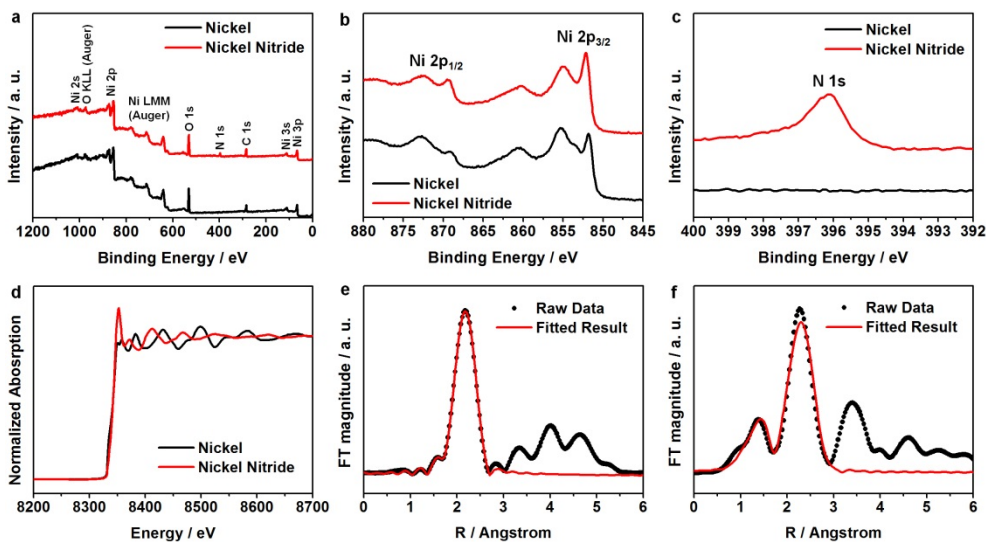 a
Nickel
Nickel Nitride
Ni 2s
O KLL (Auger)
Ni 2p
Ni LMM
(Auger)
O 1s
N 1s
C 1s
Ni 3s
Ni 3p
Intensity / a. u.
1200 1000 800 600 400 200 0
Binding Energy / eV
b
Ni 2p1/2
Ni 2p3/2
Nickel
Nickel Nitride
Intensity / a. u.
880 875 870 865 860 855 850 845
Binding Energy / eV
c
Nickel
Nickel Nitride
N 1s
Intensity / a. u.
400 399 398 397 396 395 394 393 392
Binding Energy / eV
d
Nickel
Nickel Nitride
Normalized Abosrption
8200 8300 8400 8500 8600 8700
Energy / eV
e
Raw Data
Fitted Result
FT magnitude / a. u.
0 1 2 3 4 5 6
R / Angstrom
f
Raw Data
Fitted Result
FT magnitude / a. u.
0 1 2 3 4 5 6
R / Angstrom